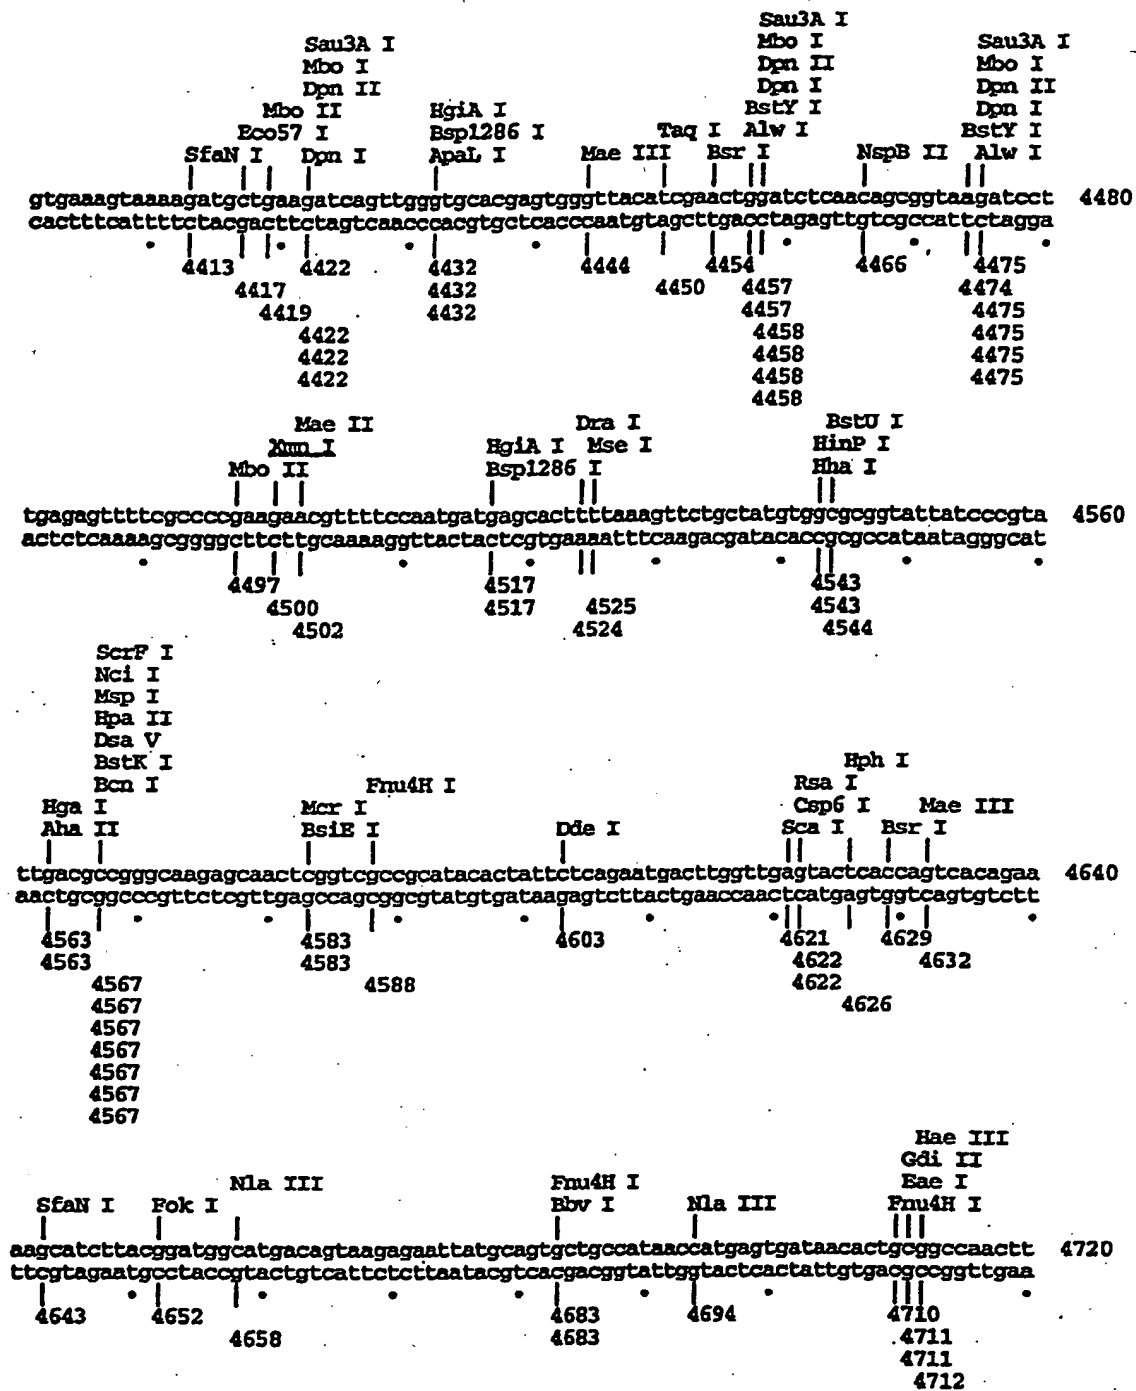 Sau3A I
Sau3A I Mbo I Sau3A I
Mbo I Dpn II Mbo I
Dpn II Dpn I Dpn II
Mbo II HgiA I BstY I Dpn I
Eco57 I Bsp1286 I Taq I Alw I BstY I
SfaN I Dpn I ApaL I Mae III Bsr I NspB II Alw I
gtgaaagtaaaagatgctgaagatcagttgggtgcacgagtgggttacatcgaactggatctcaacagcggtaagatcct 4480
cactttcattttctacgacttctagtcaacccacgtgctcacccaatgtagcttgacctagagttgtcgccattctagga
4413 4422 4432 4444 4454 4466 4475
4417 4432 4450 4457 4474
4419 4432 4457 4475
4422 4458 4475
4422 4458 4475
4422 4458 4475
4458
Mae II Dra I BstU I
Xmn I HgiA I Mse I HinP I
Mbo II Bsp1286 I Hha I
tgagagttttcgccccgaagaacgttttccaatgatgagcacttttaaagttctgctatgtggcgcggtattatcccgta 4560
actctcaaaagcggggcttcttgcaaaaggttactactcgtgaaaatttcaagacgatacaccgcgccataatagggcat
4497 4517 4543
4500 4517 4525 4543
4502 4524 4544
ScrF I
Nci I
Msp I
Hpa II
Dsa V
BstK I Hph I
Bcn I Fnu4H I Rsa I
Hga I Mcr I Csp6 I Mae III
Aha II BsiE I Dde I Sca I Bsr I
ttgacgccgggcaagagcaactcggtcgccgcatacactattctcagaatgacttggttgagtactcaccagtcacagaa 4640
aactgcggcccgttctcgttgagccagcggcgtatgtgataagagtcttactgaaccaactcatgagtggtcagtgtctt
4563 4583 4603 4621 4629
4563 4583 4622 4632
4567 4588 4622
4567 4626
4567
4567
4567
4567
4567
Hae III
Gdi II
Nla III Fnu4H I Eae I
SfaN I Fok I Bbv I Nla III Fnu4H I
aagcatcttacggatggcatgacagtaagagaattatgcagtgctgccataaccatgagtgataacactgcggccaactt 4720
ttcgtagaatgcctaccgtactgtcattctcttaatacgtcacgacggtattggtactcactattgtgacgccggttgaa
4643 4652 4683 4694 4710
4658 4683 4711
4711
4712